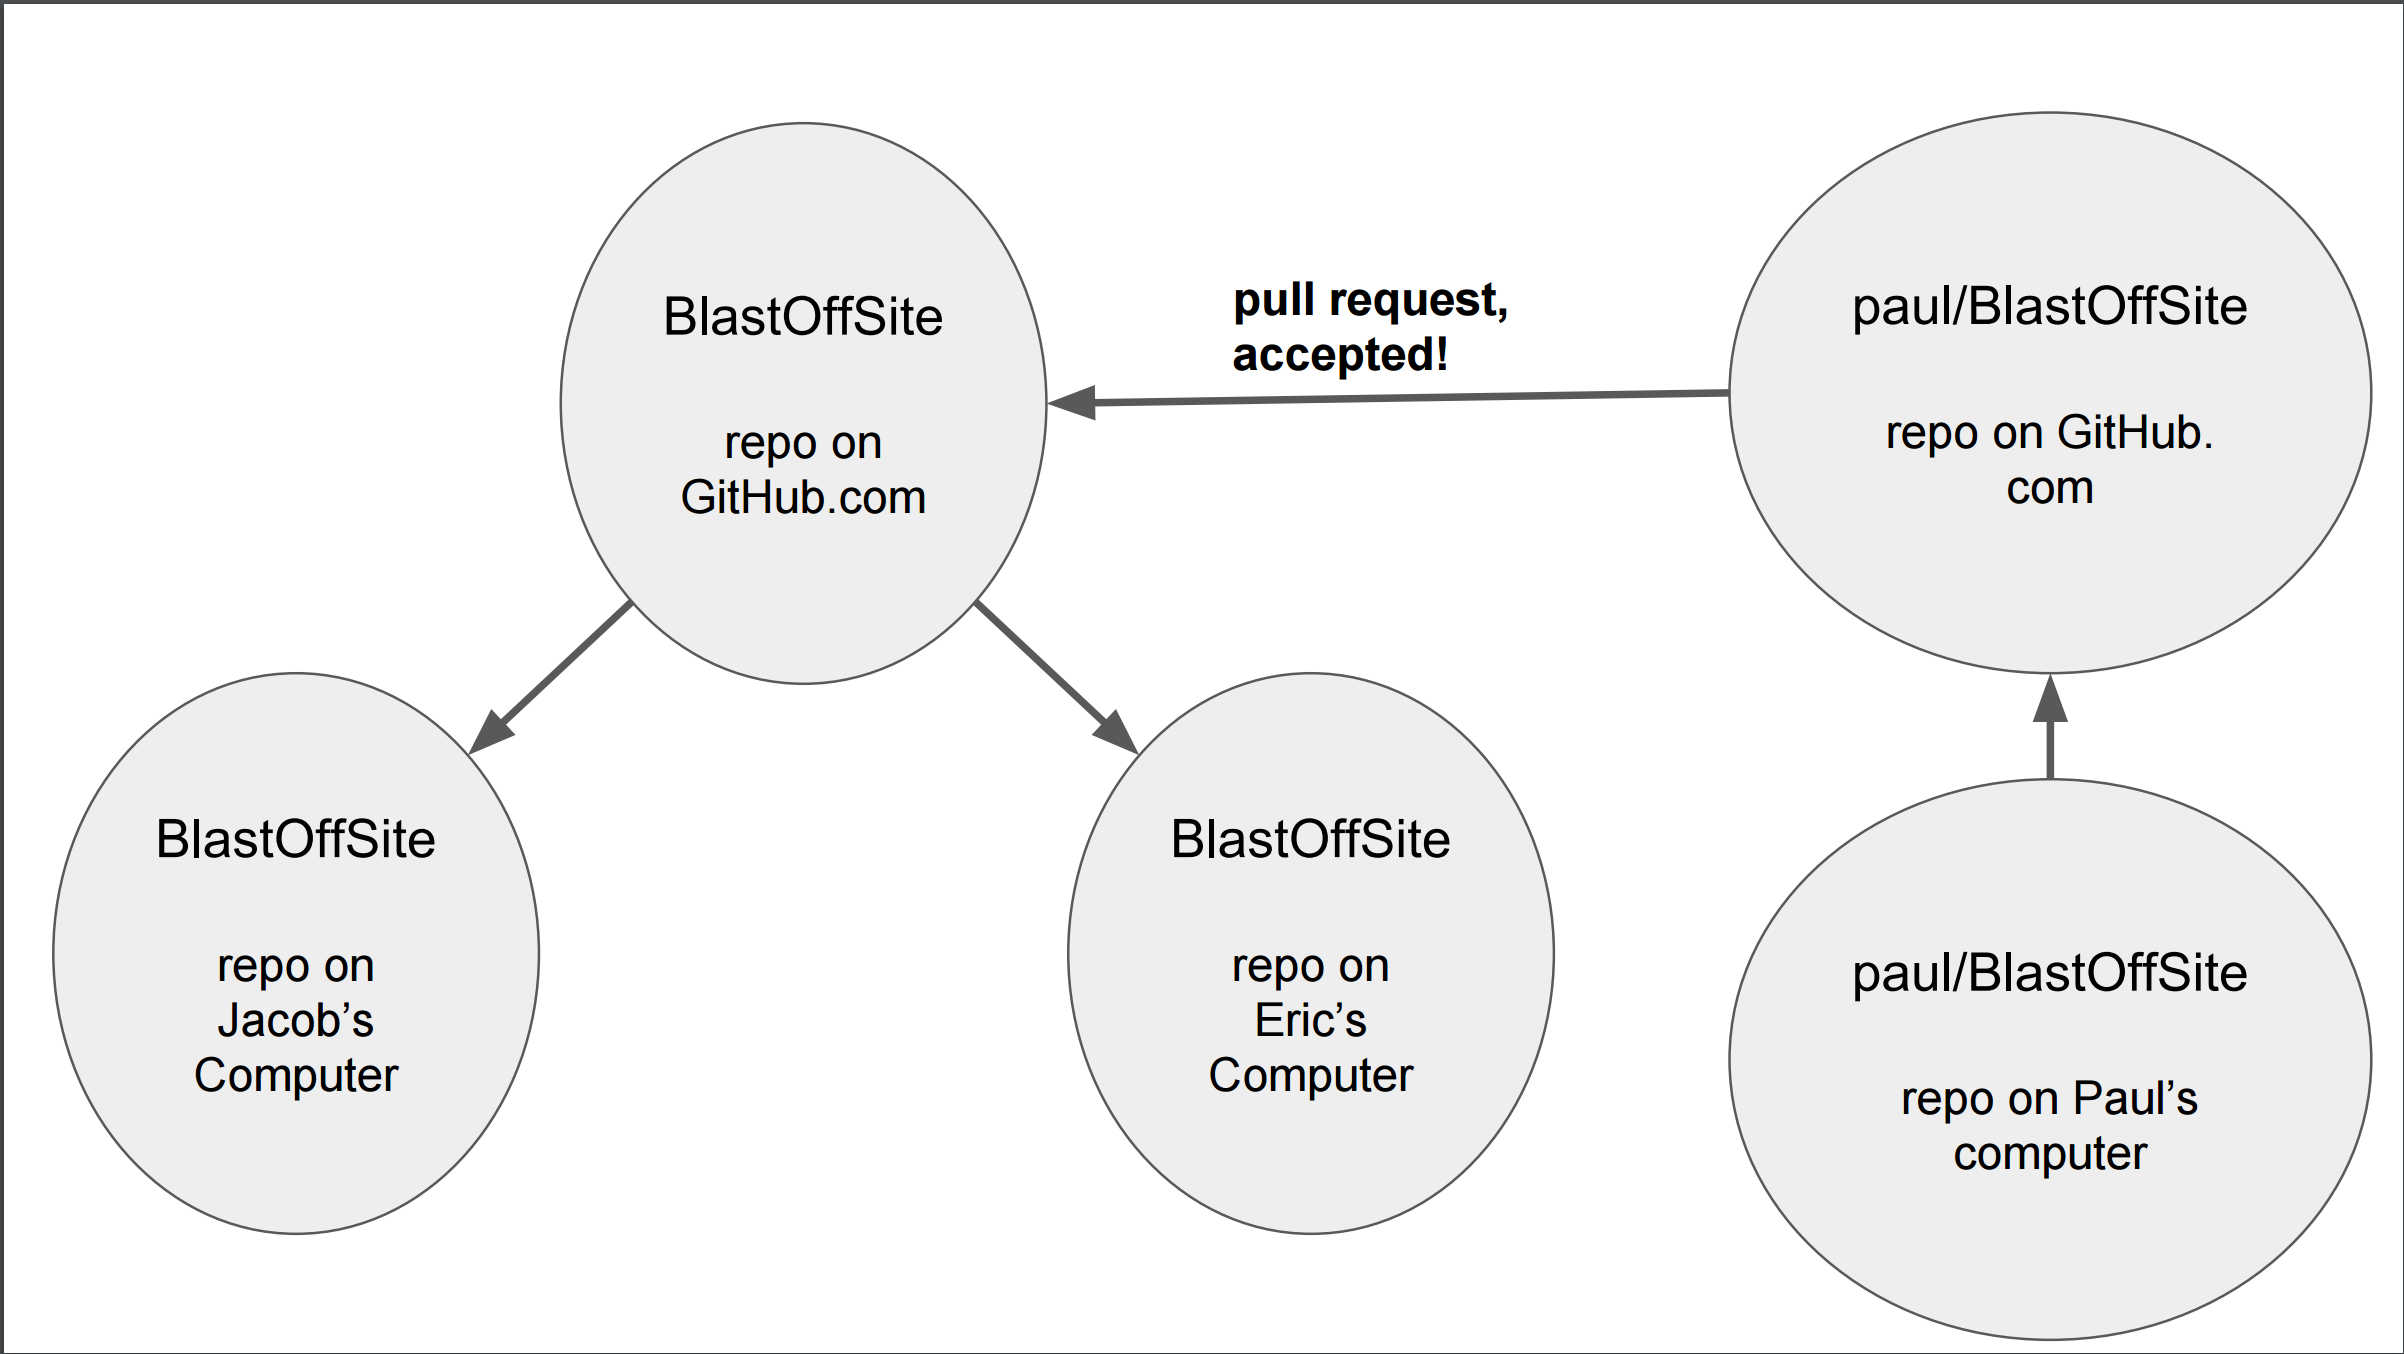 BlastOffSite
repo on
GitHub.com
pull request,
accepted!
paul/BlastOffSite
repo on GitHub.
com
BlastOffSite
repo on
Jacob’s
Computer
BlastOffSite
repo on
Eric’s
Computer
paul/BlastOffSite
repo on Paul’s
computer